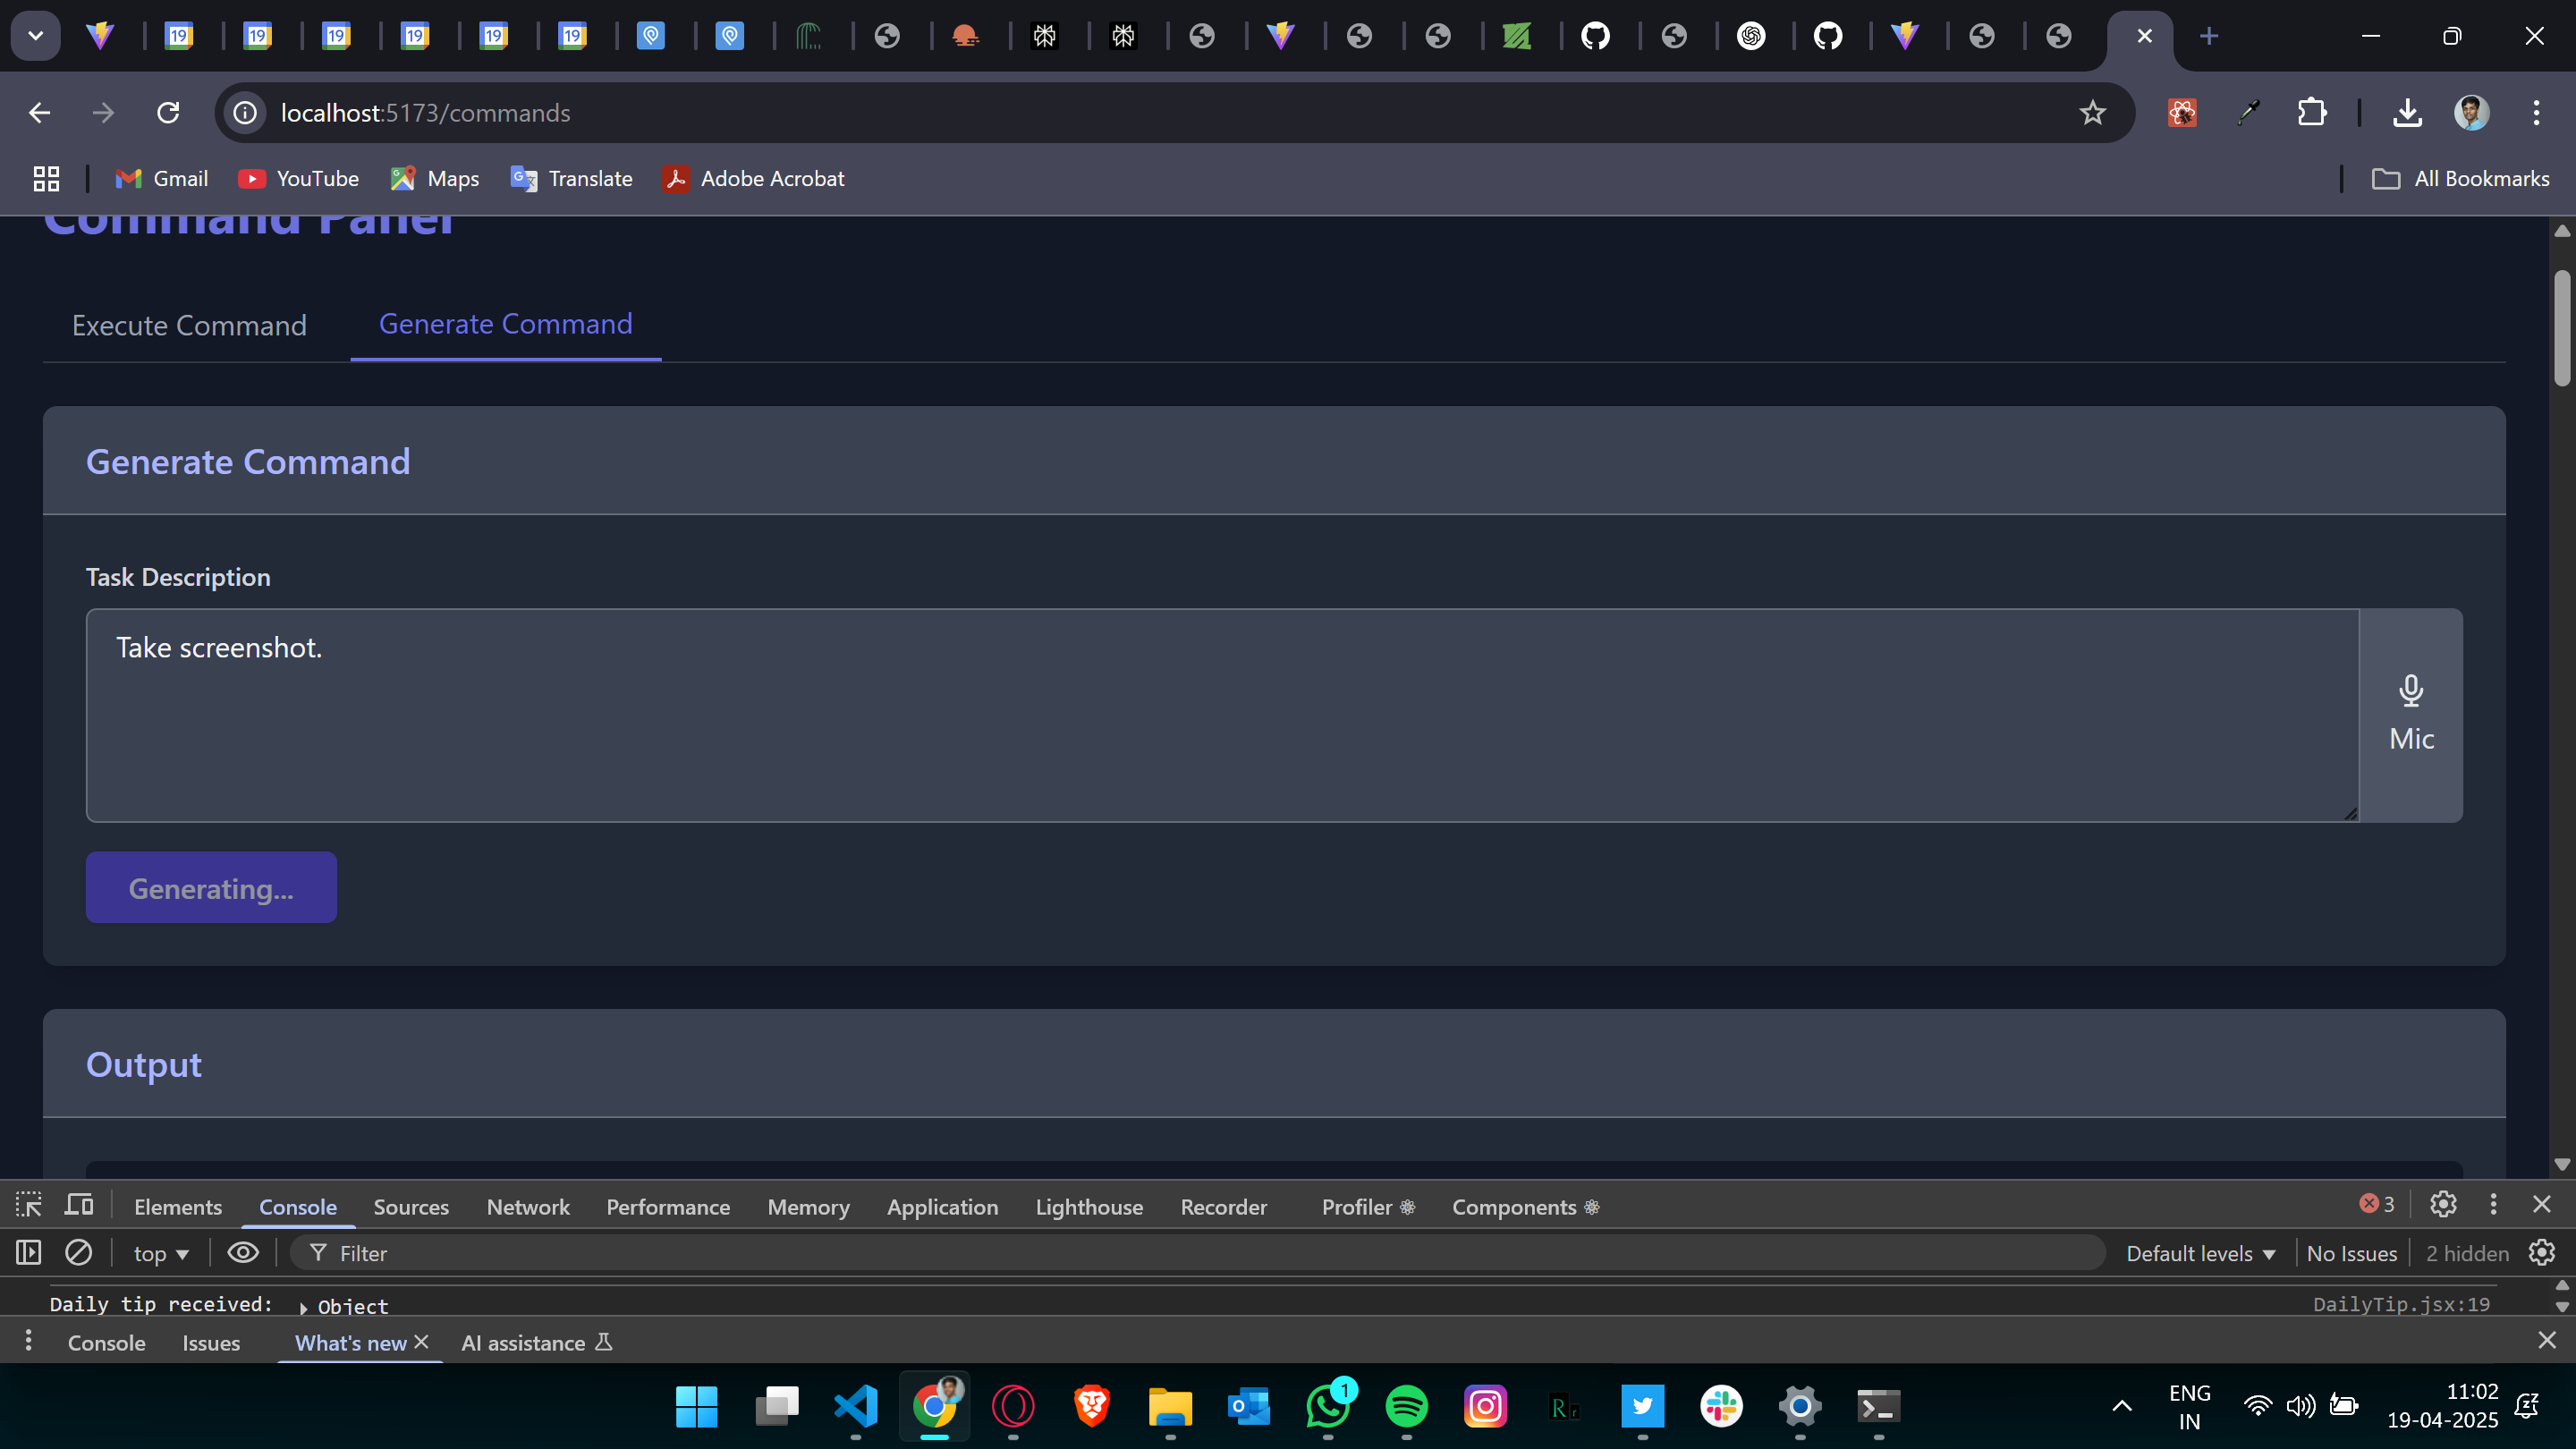 19
19
19
19
19
19
localhost:5173/commands
Gmail
YouTube
Maps
Translate
Adobe Acrobat
All Bookmarks
Command Panel
Execute Command
Generate Command
Generate Command
Task Description
Take screenshot.
Mic
Generating...
Output
Elements
Console
Sources
Network
Performance
Memory
Application
Lighthouse
Recorder
Profiler
Components
3
top
Filter
Default levels
No Issues
2 hidden
Daily tip received: Object
DailyTip.jsx:19
Console
Issues
What's new
AI assistance
1
ENG
IN
11:02
19-04-2025